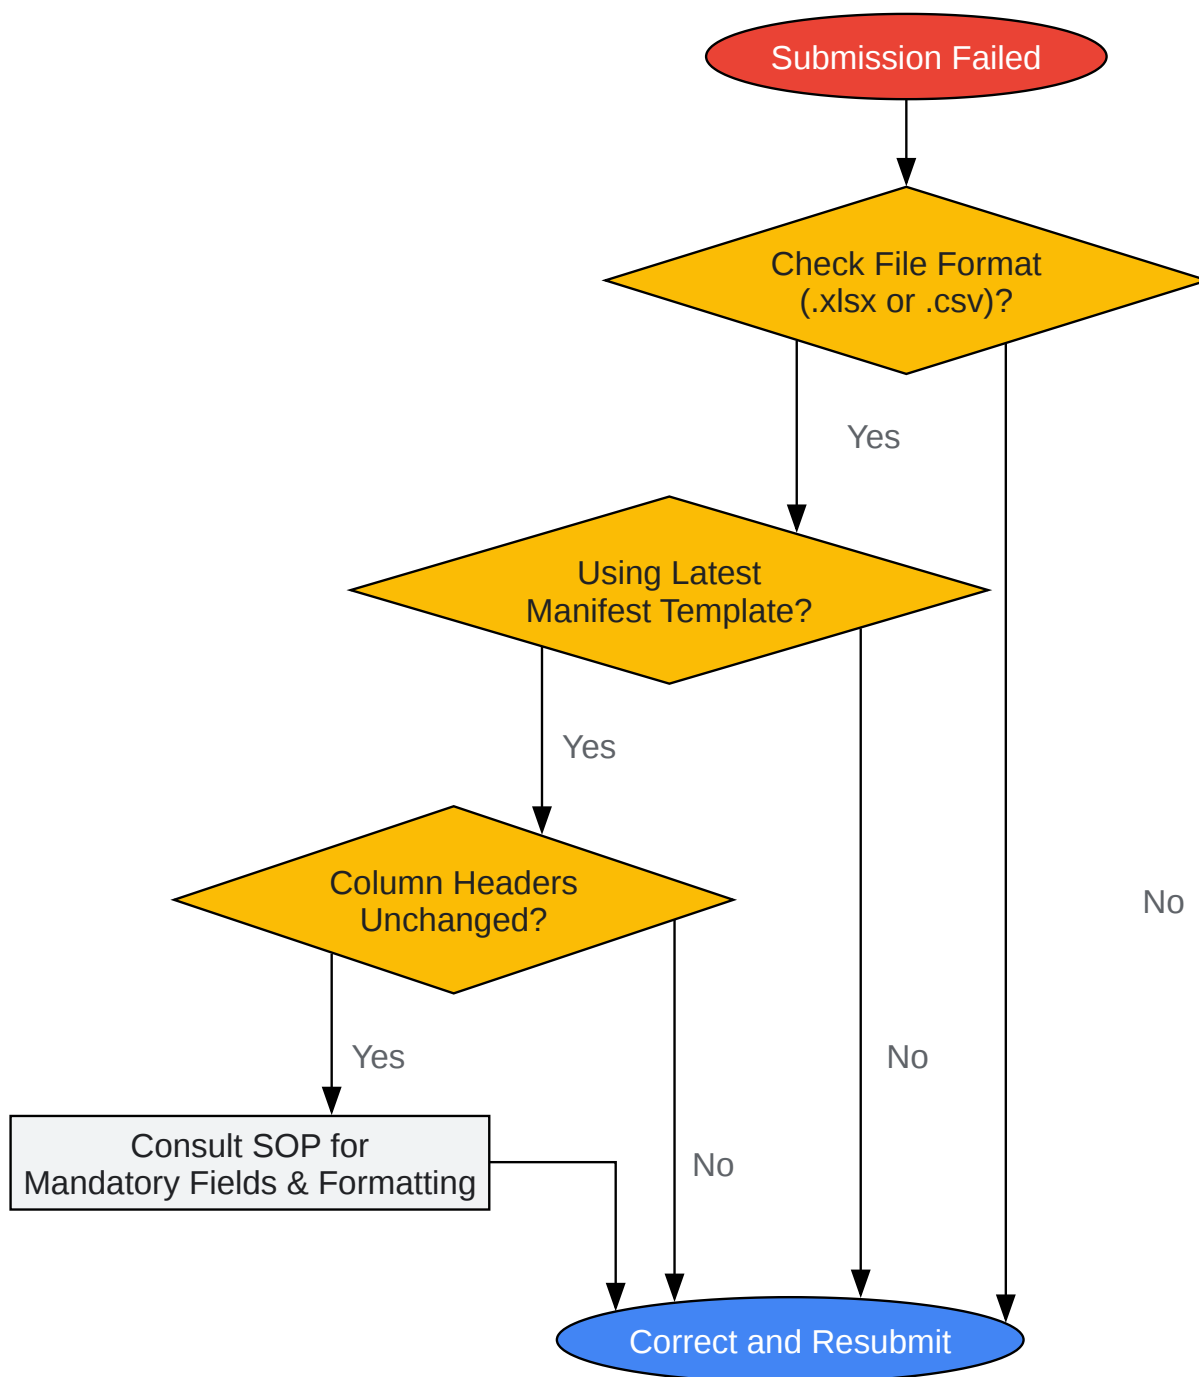 Submission Failed
Check File Format
(.xlsx or .csv)?
Yes
Using Latest
Manifest Template?
Yes
Column Headers
Unchanged?
No
Yes
No
Consult SOP for
Mandatory Fields & Formatting
No
Correct and Resubmit